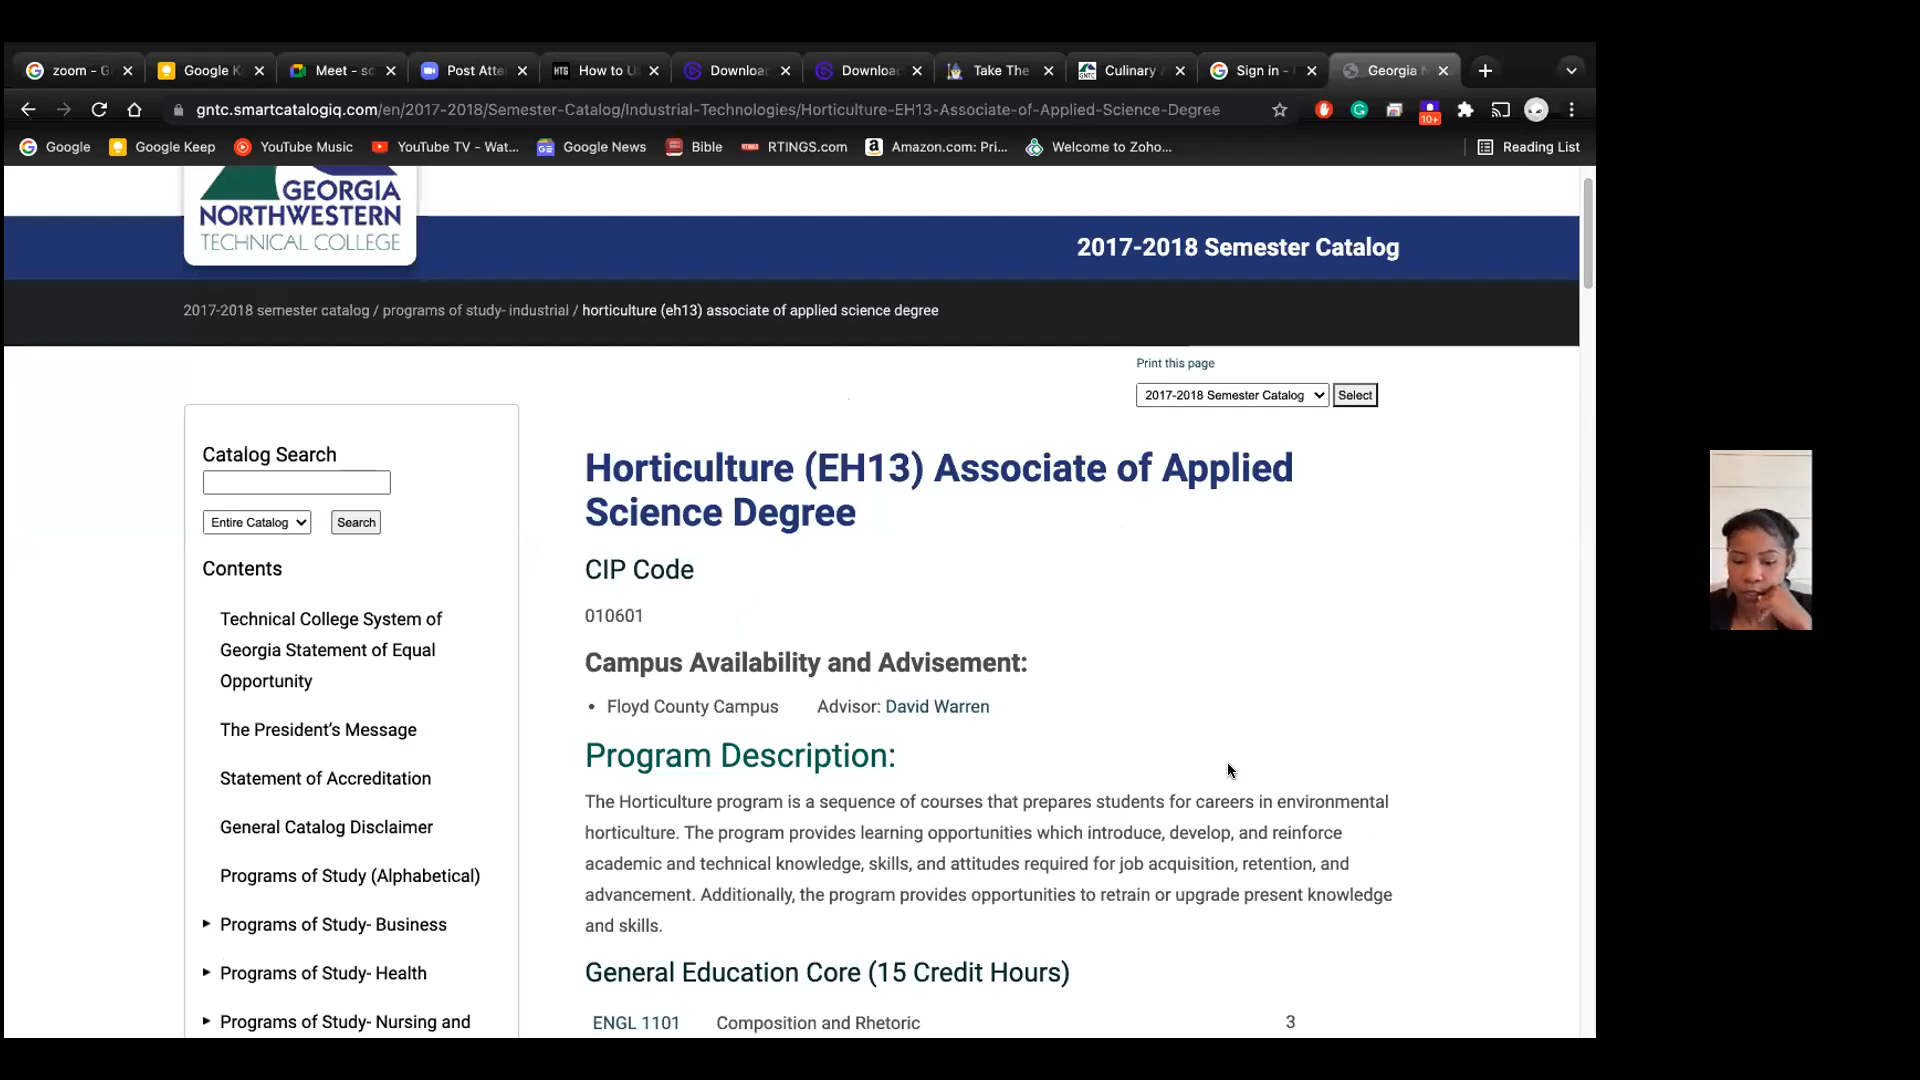 zoom - G
Google K
Meet - sc
Post Atte
HTG How to U
Downloa
Downloa
Take The
Culinary
Sign in -
Georgia
gntc.smartcatalogiq.com/en/2017-2018/Semester-Catalog/Industrial-Technologies/Horticulture-EH13-Associate-of-Applied-Science-Degree
10+
Google
Google Keep
YouTube Music
YouTube TV - Wat...
Google News
Bible
RTINGS.com
Amazon.com: Pri...
Welcome to Zoho...
Reading List
GEORGIA
NORTHWESTERN
TECHNICAL COLLEGE
2017-2018 Semester Catalog
2017-2018 semester catalog / programs of study- industrial / horticulture (eh13) associate of applied science degree
Print this page
2017-2018 Semester Catalog Select
Catalog Search
Entire Catalog Search
Contents
Technical College System of
Georgia Statement of Equal
Opportunity
The President's Message
Statement of Accreditation
General Catalog Disclaimer
Programs of Study (Alphabetical)
Programs of Study- Business
Programs of Study- Health
Programs of Study- Nursing and
Horticulture (EH13) Associate of Applied
Science Degree
CIP Code
010601
Campus Availability and Advisement:
• Floyd County Campus Advisor: David Warren
Program Description:
The Horticulture program is a sequence of courses that prepares students for careers in environmental
horticulture. The program provides learning opportunities which introduce, develop, and reinforce
academic and technical knowledge, skills, and attitudes required for job acquisition, retention, and
advancement. Additionally, the program provides opportunities to retrain or upgrade present knowledge
and skills.
General Education Core (15 Credit Hours)
ENGL 1101 Composition and Rhetoric 3